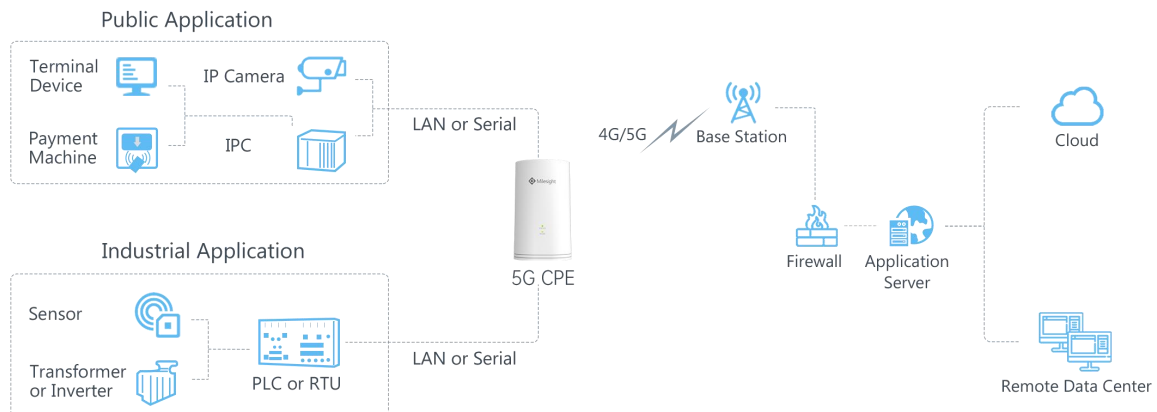 Public Application
Terminal
Device
IP Camera
Payment
Machine
IPC
LAN or Serial
Milesight
5G CPE
Industrial Application
Sensor
Transformer
or Inverter
PLC or RTU
LAN or Serial
4G/5G
Base Station
Firewall
Application
Server
Cloud
Remote Data Center